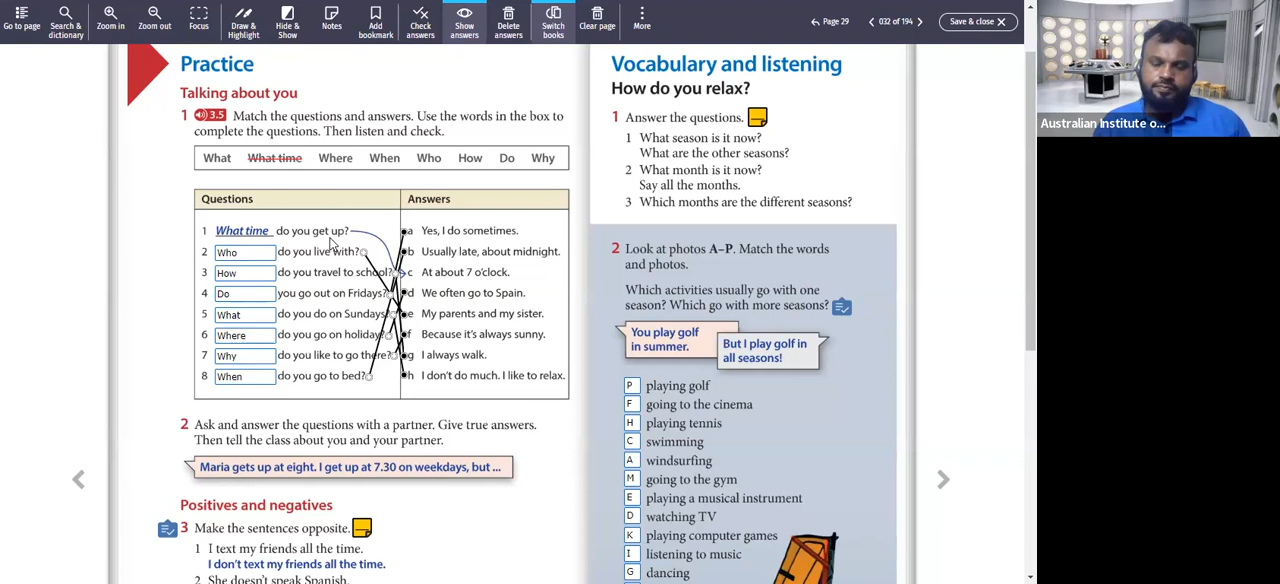 Go to page
Search & dictionary
Zoom in
Zoom out
Focus
Draw & Highlight
Hide & Show
Notes
Add bookmark
Check answers
Show answers
Delete answers
Switch books
Clear page
More
Page 29
032 of 194
Save & close
Australian Institute o...
Practice
Talking about you
1 3.5 Match the questions and answers. Use the words in the box to
complete the questions. Then listen and check.
What What time Where When Who How Do Why
Questions Answers
1 What time do you get up? a Yes, I do sometimes.
2 Who do you live with? b Usually late, about midnight.
3 How do you travel to school? c At about 7 o'clock.
4 Do you go out on Fridays? d We often go to Spain.
5 What do you do on Sundays? e My parents and my sister.
6 Where do you go on holiday? f Because it's always sunny.
7 Why do you like to go there? g I always walk.
8 When do you go to bed? h I don't do much. I like to relax.
2 Ask and answer the questions with a partner. Give true answers.
Then tell the class about you and your partner.
Maria gets up at eight. I get up at 7.30 on weekdays, but ...
Positives and negatives
3 Make the sentences opposite.
1 I text my friends all the time.
I don't text my friends all the time.
2 She doesn't speak Spanish.
Vocabulary and listening
How do you relax?
1 Answer the questions.
1 What season is it now?
What are the other seasons?
2 What month is it now?
Say all the months.
3 Which months are the different seasons?
2 Look at photos A–P. Match the words
and photos.
Which activities usually go with one
season? Which go with more seasons?
You play golf
in summer.
But I play golf in
all seasons!
P playing golf
F going to the cinema
H playing tennis
C swimming
A windsurfing
M going to the gym
E playing a musical instrument
D watching TV
K playing computer games
I listening to music
G dancing